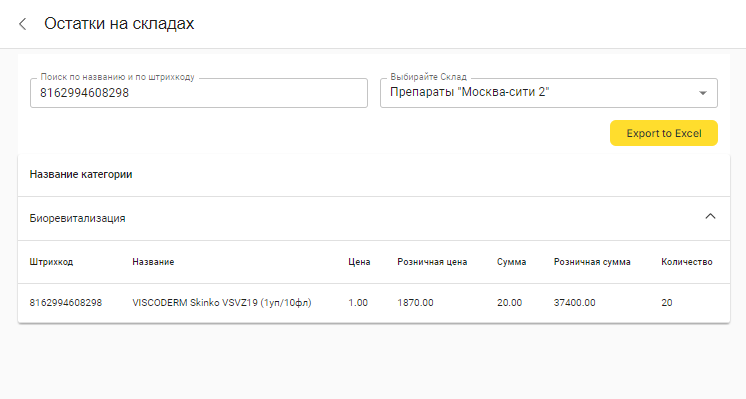 Остатки на складах
Поиск по названию и по штрихкоду
8162994608298
Выбирайте Склад
Препараты "Москва-сити 2"
Export to Excel
Название категории
Биоревитализация
Штрихкод Название Цена Розничная цена Сумма Розничная сумма Количество
8162994608298 VISCODERM Skinko VSVZ19 (1уп/10фл) 1.00 1870.00 20.00 37400.00 20